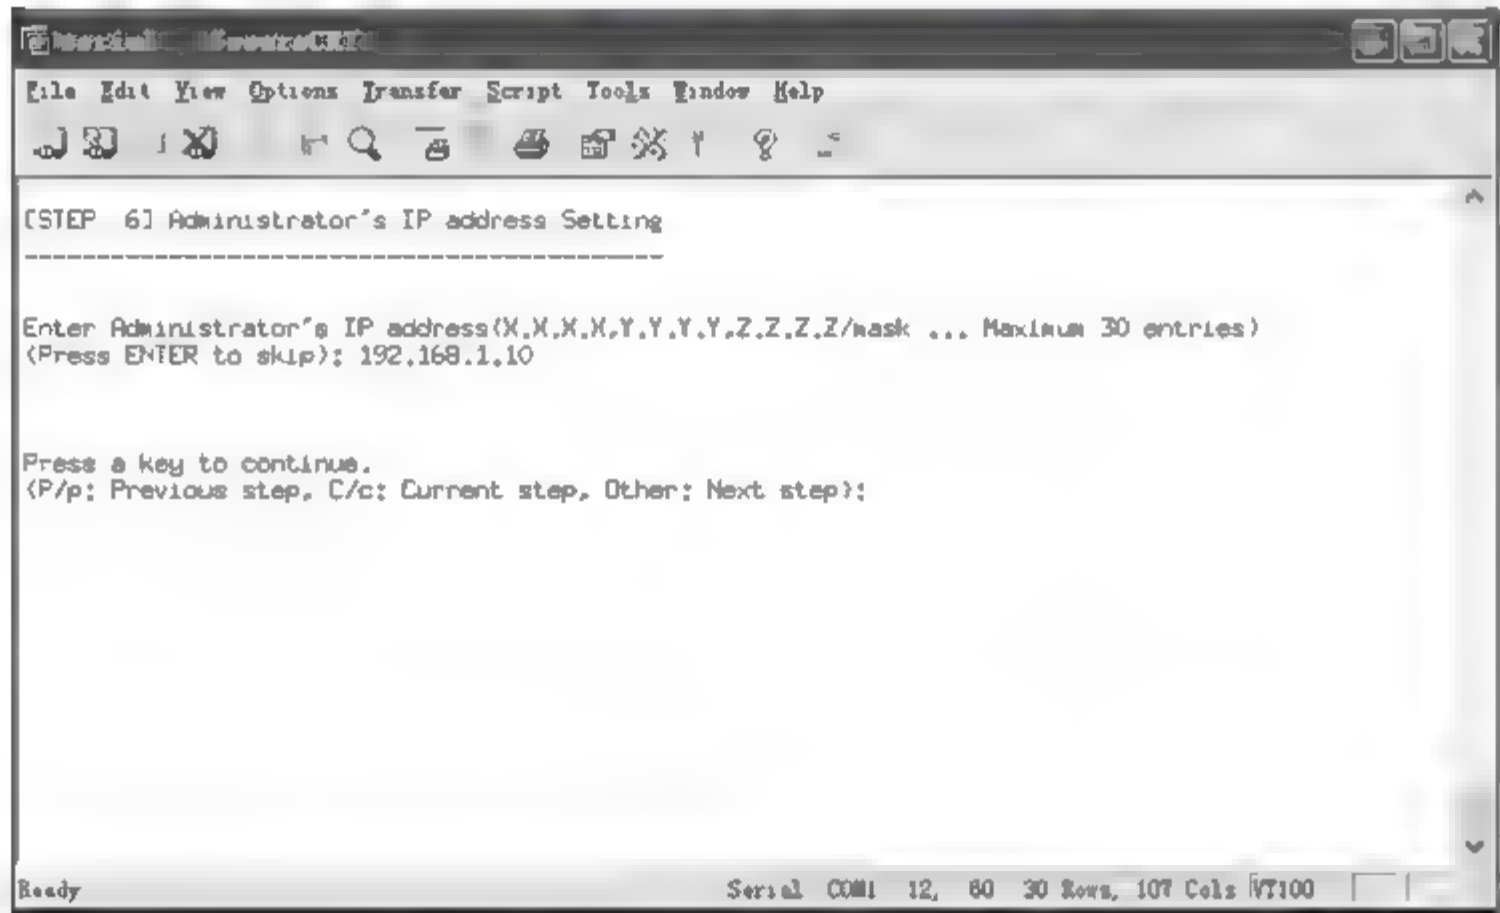 File Edit View Options Transfer Script Tools Window Help
[STEP  6] Administrator's IP address Setting
--------------------------------------------
Enter Administrator's IP address(X.X.X.X,Y.Y.Y.Y,Z.Z.Z.Z/mask ... Maximum 30 entries)
(Press ENTER to skip): 192.168.1.10
Press a key to continue.
(P/p: Previous step, C/c: Current step, Other: Next step):
Ready Serial COM1 12, 60 30 Rows, 107 Cols VT100